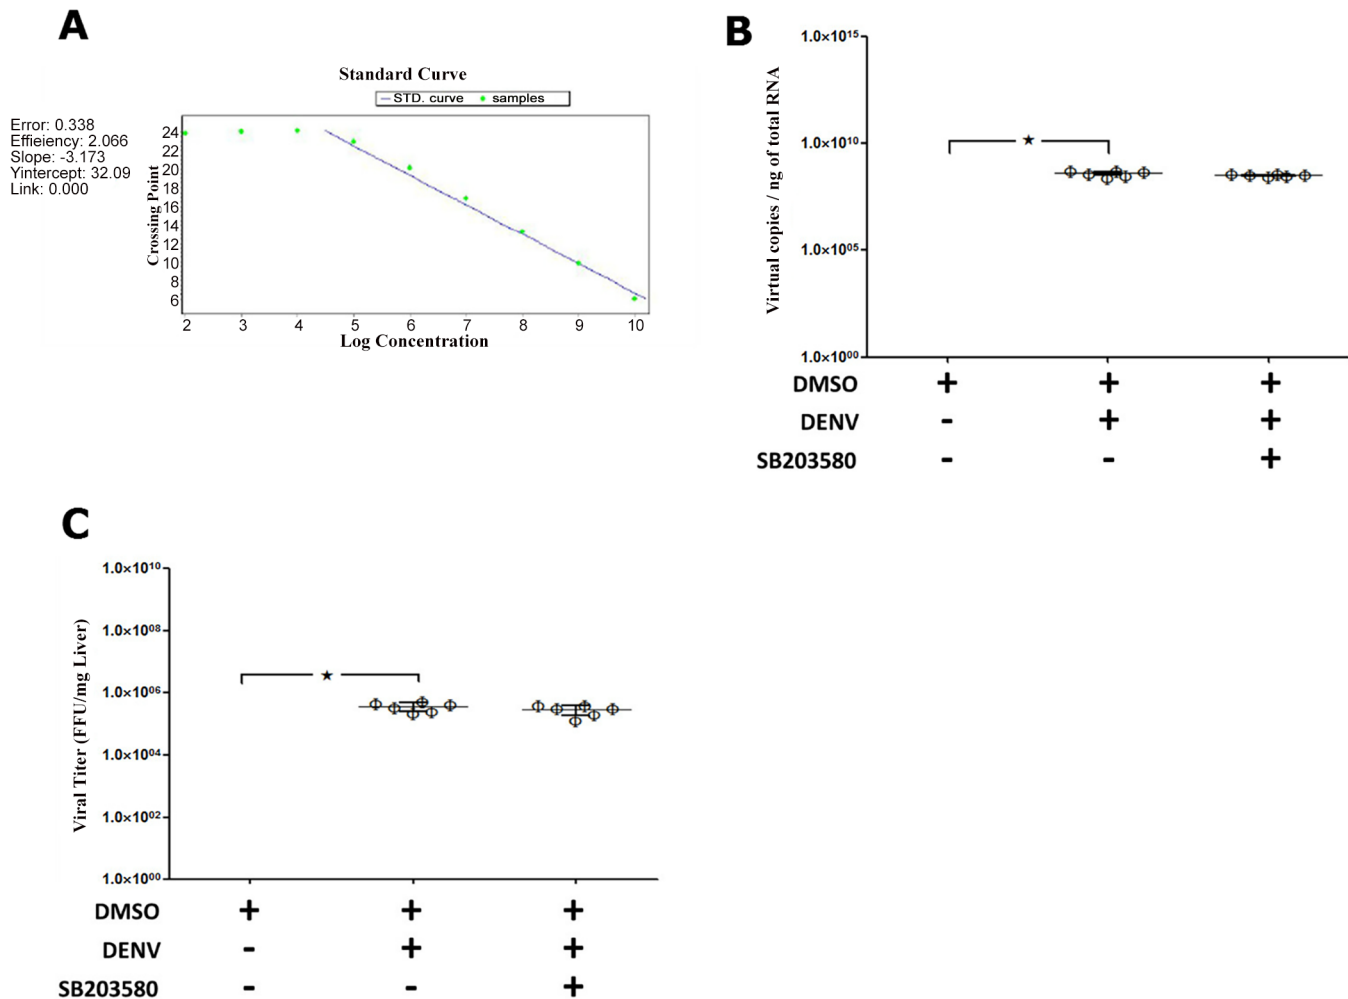 A
Standard Curve
STD. curve samples
Error: 0.338
Effieiency: 2.066
Slope: -3.173
Yintercept: 32.09
Link: 0.000
Crossing Point
24
22
20
18
16
14
12
10
8
6
2 3 4 5 6 7 8 9 10
Log Concentration
B
Virtual copies / ng of total RNA
1.0×10¹⁵
1.0×10¹⁰
1.0×10⁰⁵
1.0×10⁰⁰
★
DMSO + + +
DENV - + +
SB203580 - - +
C
Viral Titer (FFU/mg Liver)
1.0×10¹⁰
1.0×10⁰⁸
1.0×10⁰⁶
1.0×10⁰⁴
1.0×10⁰²
1.0×10⁰⁰
★
DMSO + + +
DENV - + +
SB203580 - - +